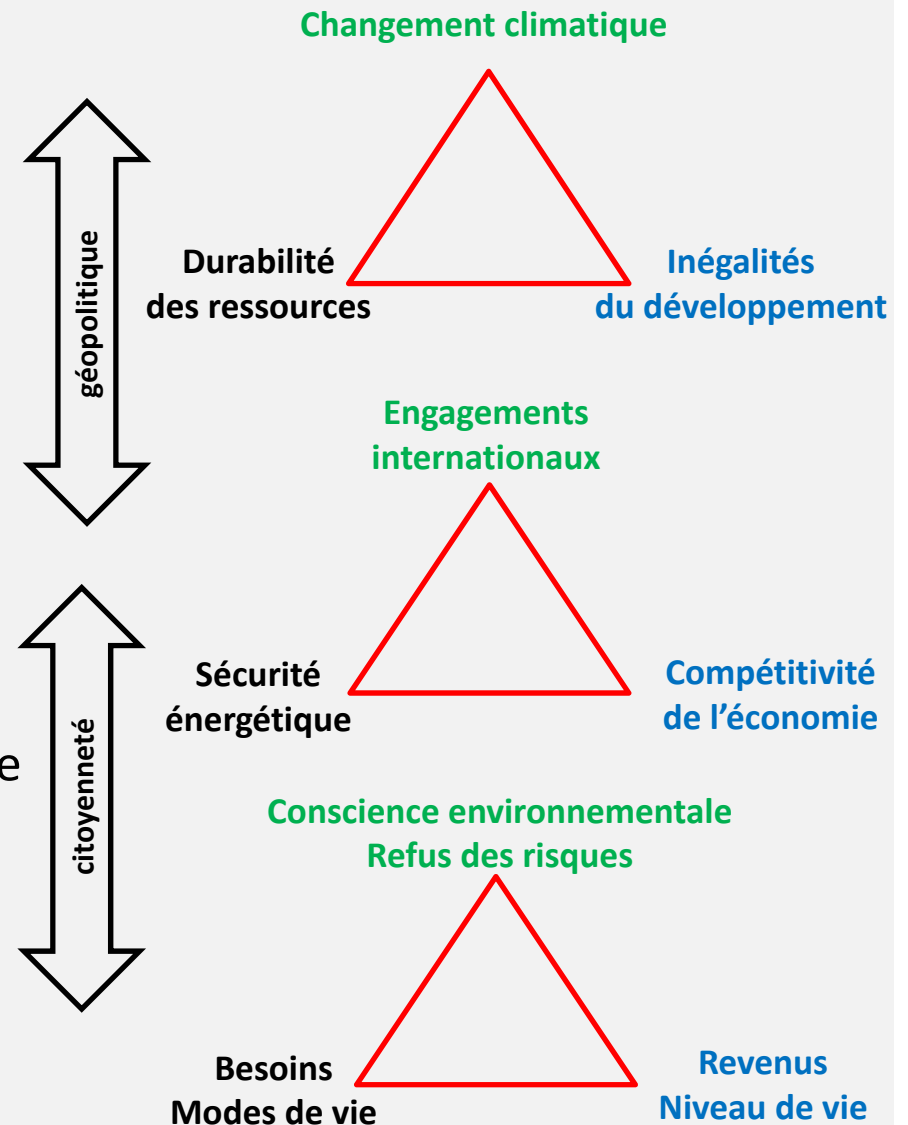 Changement climatique
géopolitique
Durabilité
des ressources
Inégalités
du développement
Engagements
internationaux
Sécurité
énergétique
Compétitivité
de l’économie
e
citoyenneté
Conscience environnementale
Refus des risques
Besoins
Modes de vie
Revenus
Niveau de vie